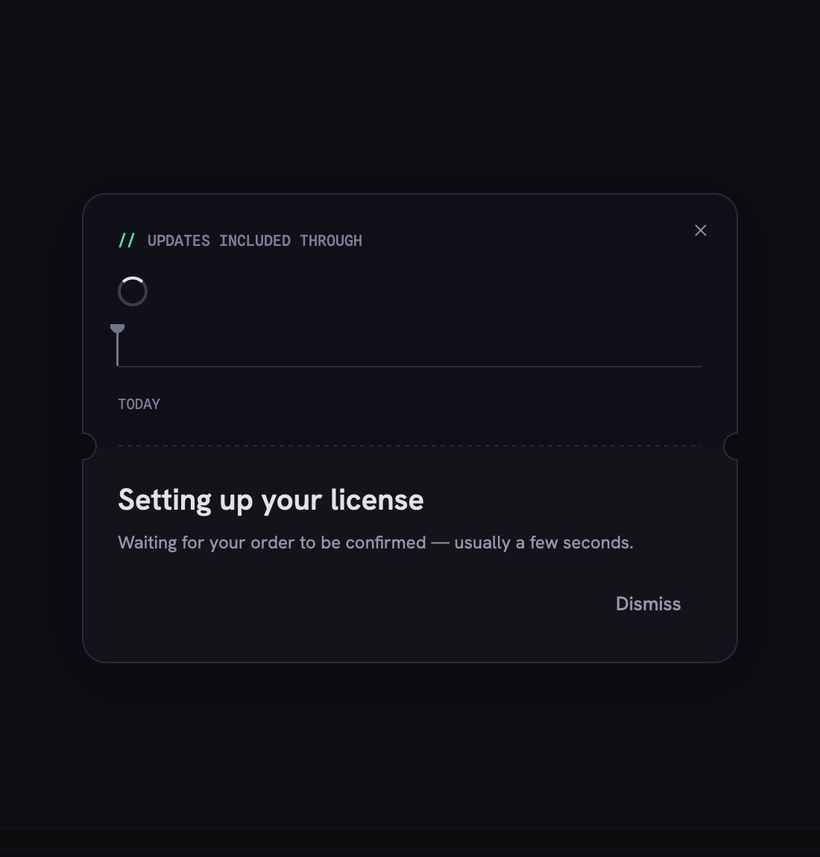 // UPDATES INCLUDED THROUGH
TODAY
Setting up your license
Waiting for your order to be confirmed — usually a few seconds.
Dismiss